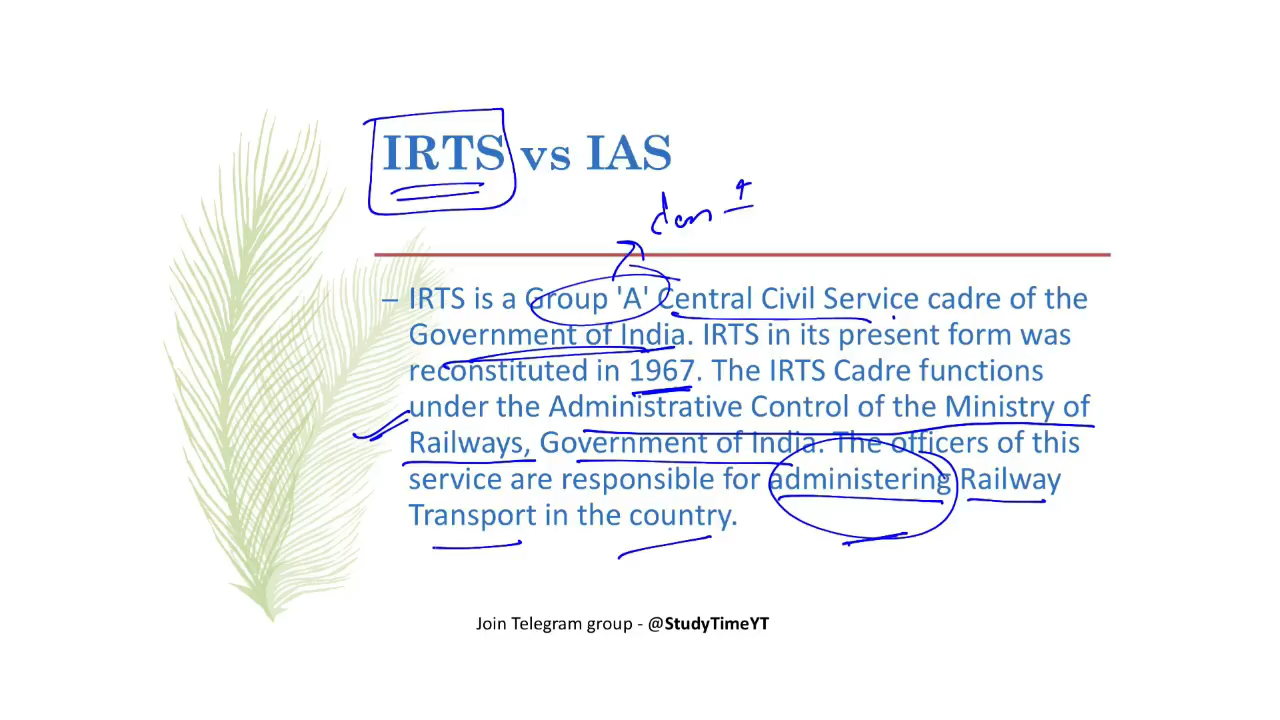 IRTS vs IAS
– IRTS is a Group 'A' Central Civil Service cadre of the
Government of India. IRTS in its present form was
reconstituted in 1967. The IRTS Cadre functions
under the Administrative Control of the Ministry of
Railways, Government of India. The officers of this
service are responsible for administering Railway
Transport in the country.
Join Telegram group - @StudyTimeYT